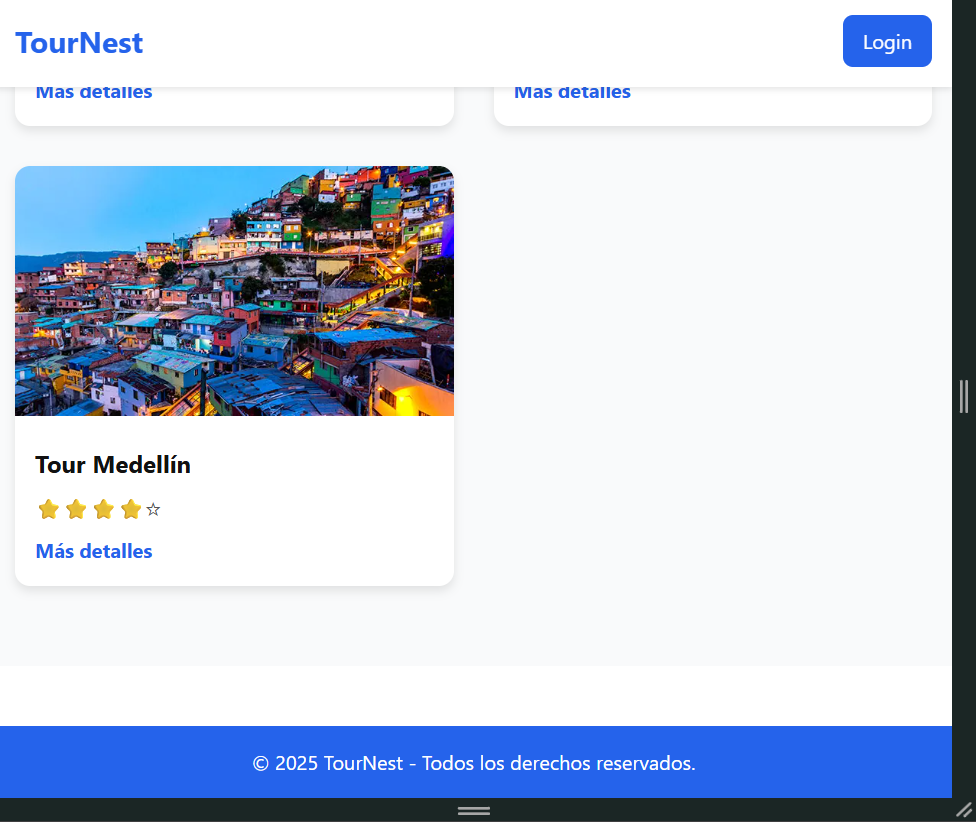 TourNest
Login
Más detalles
Más detalles
Tour Medellín
Más detalles
© 2025 TourNest - Todos los derechos reservados.